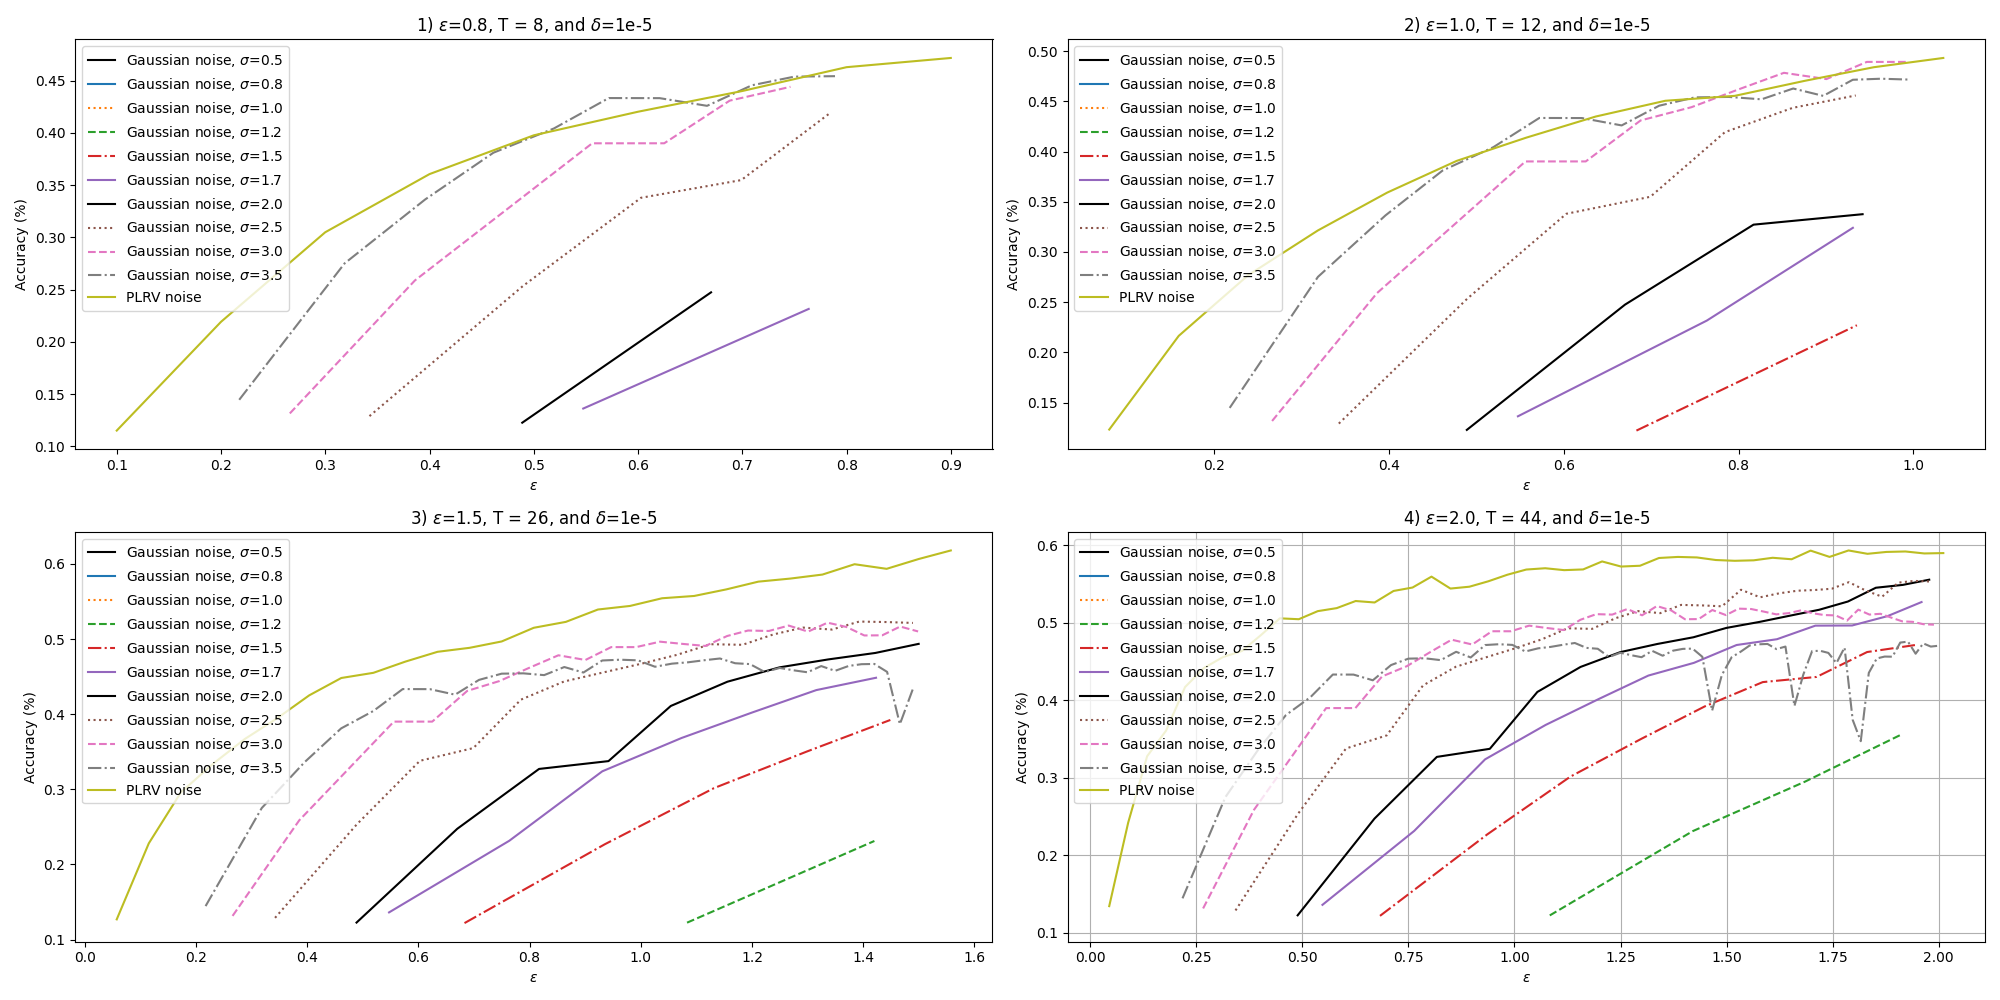 1) ε=0.8, T = 8, and δ=1e-5
Accuracy (%)
0.45
0.40
0.35
0.30
0.25
0.20
0.15
0.10
Gaussian noise, σ=0.5
Gaussian noise, σ=0.8
Gaussian noise, σ=1.0
Gaussian noise, σ=1.2
Gaussian noise, σ=1.5
Gaussian noise, σ=1.7
Gaussian noise, σ=2.0
Gaussian noise, σ=2.5
Gaussian noise, σ=3.0
Gaussian noise, σ=3.5
PLRV noise
0.1 0.2 0.3 0.4 0.5 0.6 0.7 0.8 0.9
ε
2) ε=1.0, T = 12, and δ=1e-5
Accuracy (%)
0.50
0.45
0.40
0.35
0.30
0.25
0.20
0.15
Gaussian noise, σ=0.5
Gaussian noise, σ=0.8
Gaussian noise, σ=1.0
Gaussian noise, σ=1.2
Gaussian noise, σ=1.5
Gaussian noise, σ=1.7
Gaussian noise, σ=2.0
Gaussian noise, σ=2.5
Gaussian noise, σ=3.0
Gaussian noise, σ=3.5
PLRV noise
0.2 0.4 0.6 0.8 1.0
ε
3) ε=1.5, T = 26, and δ=1e-5
Accuracy (%)
0.6
0.5
0.4
0.3
0.2
0.1
Gaussian noise, σ=0.5
Gaussian noise, σ=0.8
Gaussian noise, σ=1.0
Gaussian noise, σ=1.2
Gaussian noise, σ=1.5
Gaussian noise, σ=1.7
Gaussian noise, σ=2.0
Gaussian noise, σ=2.5
Gaussian noise, σ=3.0
Gaussian noise, σ=3.5
PLRV noise
0.0 0.2 0.4 0.6 0.8 1.0 1.2 1.4 1.6
ε
4) ε=2.0, T = 44, and δ=1e-5
Accuracy (%)
0.6
0.5
0.4
0.3
0.2
0.1
Gaussian noise, σ=0.5
Gaussian noise, σ=0.8
Gaussian noise, σ=1.0
Gaussian noise, σ=1.2
Gaussian noise, σ=1.5
Gaussian noise, σ=1.7
Gaussian noise, σ=2.0
Gaussian noise, σ=2.5
Gaussian noise, σ=3.0
Gaussian noise, σ=3.5
PLRV noise
0.00 0.25 0.50 0.75 1.00 1.25 1.50 1.75 2.00
ε